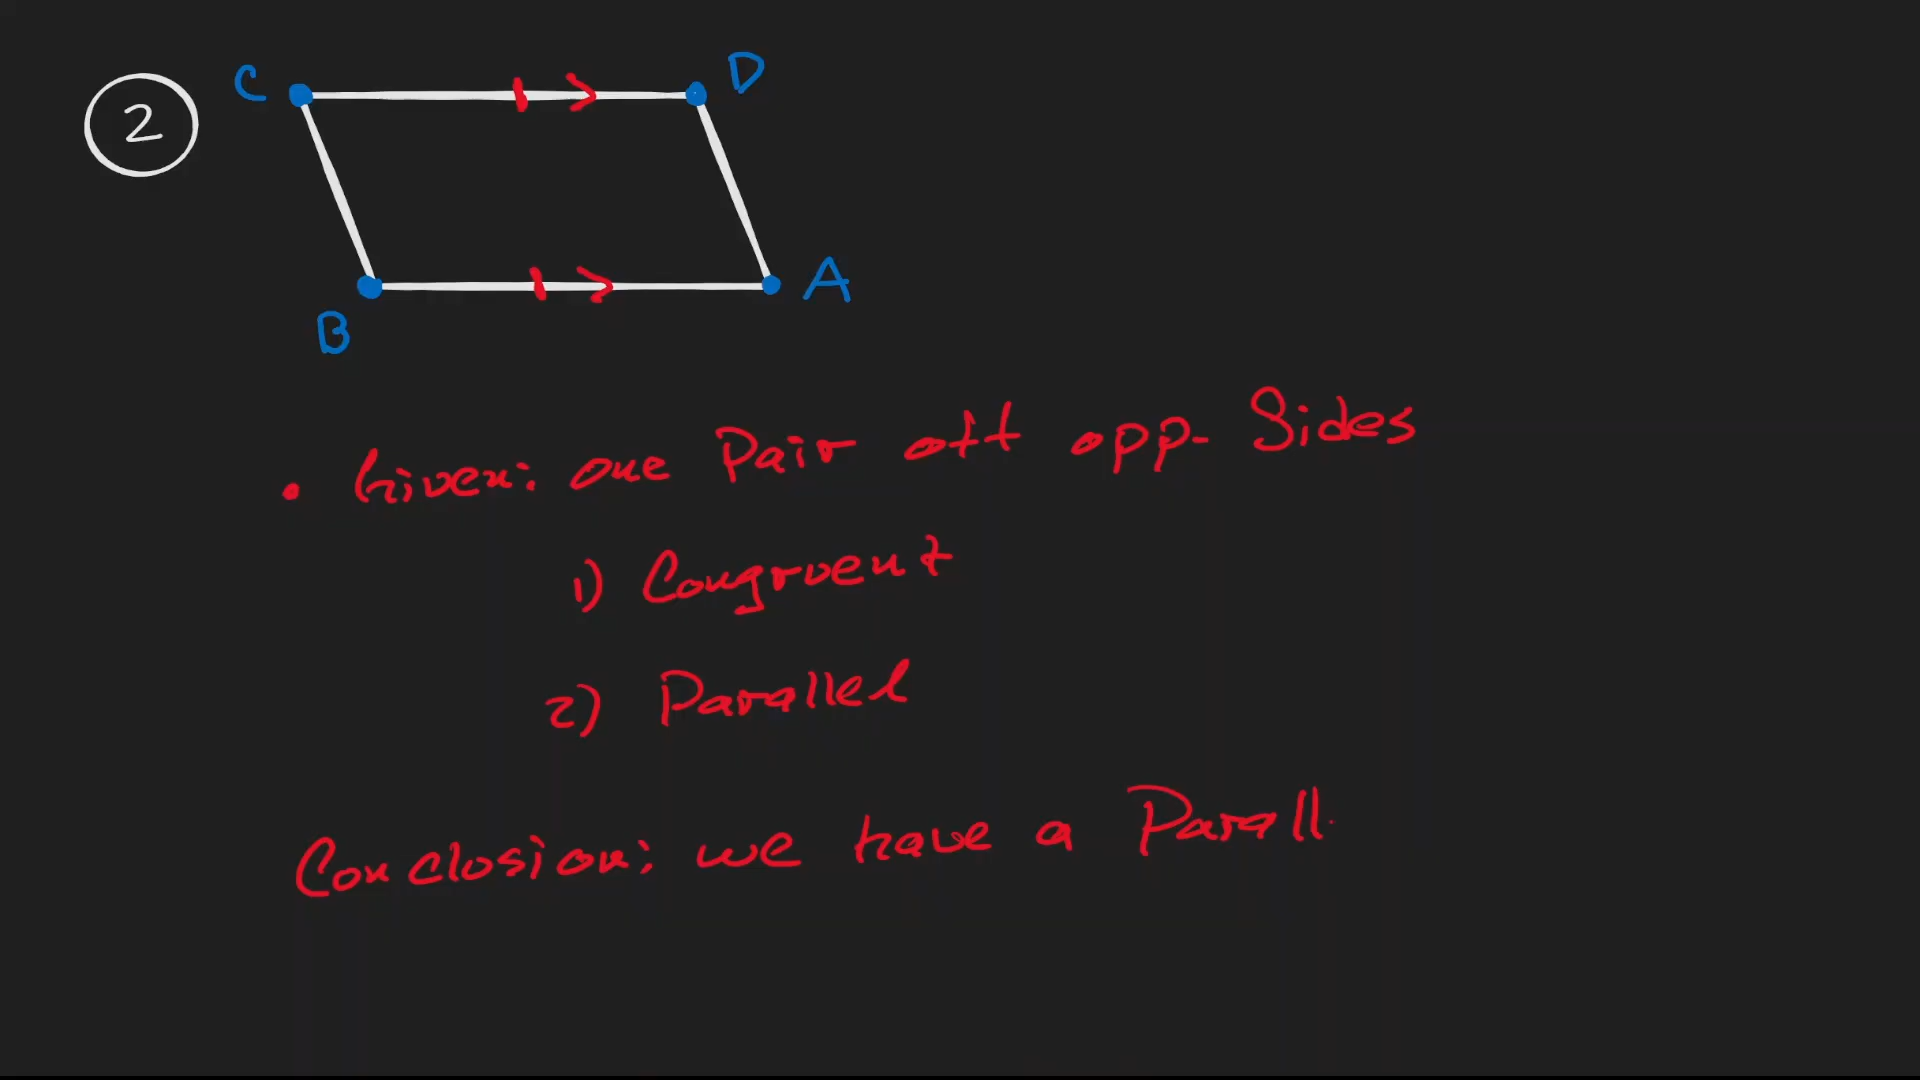 2
C
D
B
A
• Given: one Pair off opp. Sides
1) Congruent
2) Parallel
Conclusion: we have a Parall.